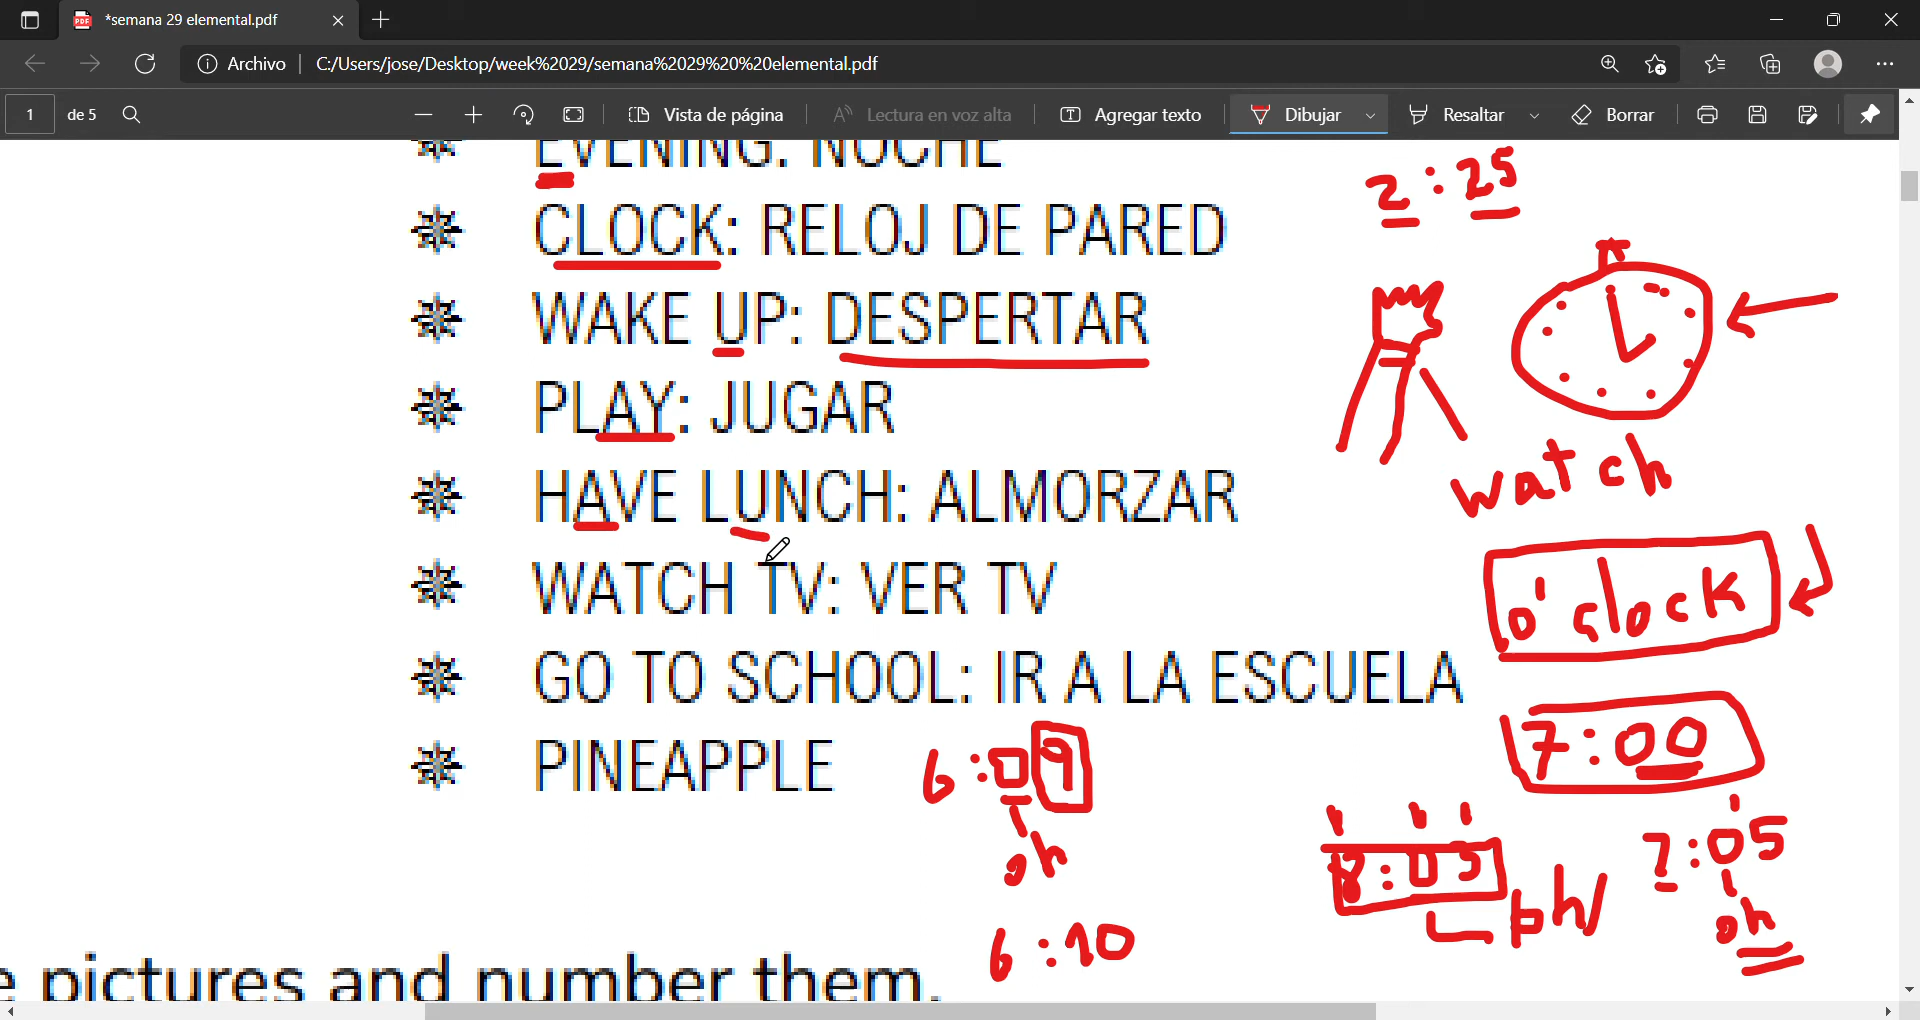 *semana 29 elemental.pdf
Archivo
C:/Users/jose/Desktop/week%2029/semana%2029%20%20elemental.pdf
1 de 5
Vista de página
Lectura en voz alta
Agregar texto
Dibujar
Resaltar
Borrar
EVENING: NOCHE
CLOCK: RELOJ DE PARED
WAKE UP: DESPERTAR
PLAY: JUGAR
HAVE LUNCH: ALMORZAR
WATCH TV: VER TV
GO TO SCHOOL: IR A LA ESCUELA
PINEAPPLE
2:25
watch
o'clock
7:00
6:09
oh
6:10
8:05
oh
7:05
oh
e pictures and number them.